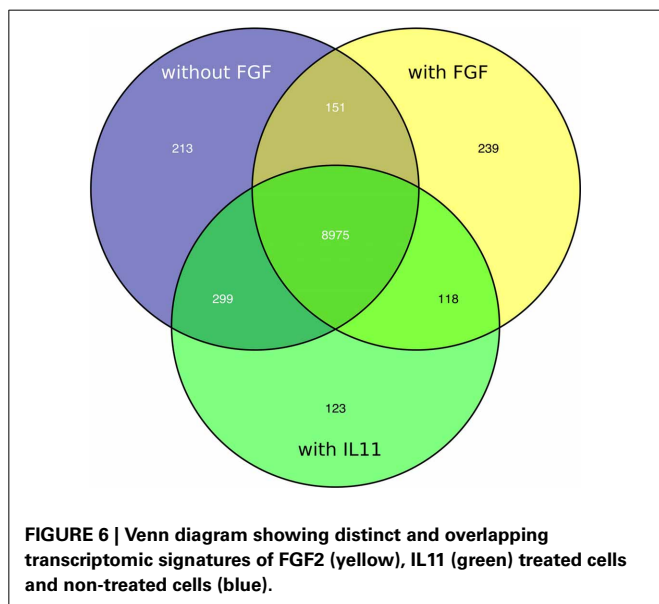 without FGF
with FGF
151
213
239
8975
299
118
123
with IL11
FIGURE 6 | Venn diagram showing distinct and overlapping
transcriptomic signatures of FGF2 (yellow), IL11 (green) treated cells
and non-treated cells (blue).